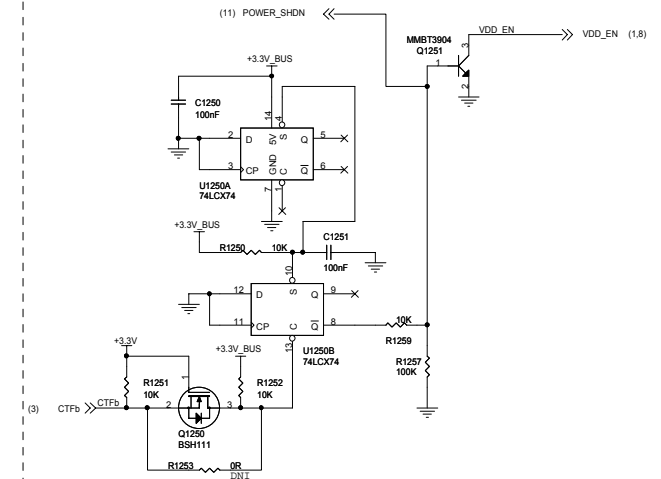 (11) POWER_SHDN
VDD_EN
VDD_EN (1,8)
MMBT3904
Q1251
1
3
2
+3.3V_BUS
C1250
100nF
14
4
2
D
5V
S
Q
5
3
CP
GND
C
Q
6
7
1
U1250A
74LCX74
+3.3V_BUS
R1250
10K
C1251
100nF
10
12
D
S
Q
9
11
CP
C
Q
8
13
U1250B
74LCX74
10K
R1259
R1257
100K
+3.3V
+3.3V_BUS
R1251
10K
1
R1252
10K
(3)
CTFb
CTFb
2
3
Q1250
BSH111
R1253
0R
DNI